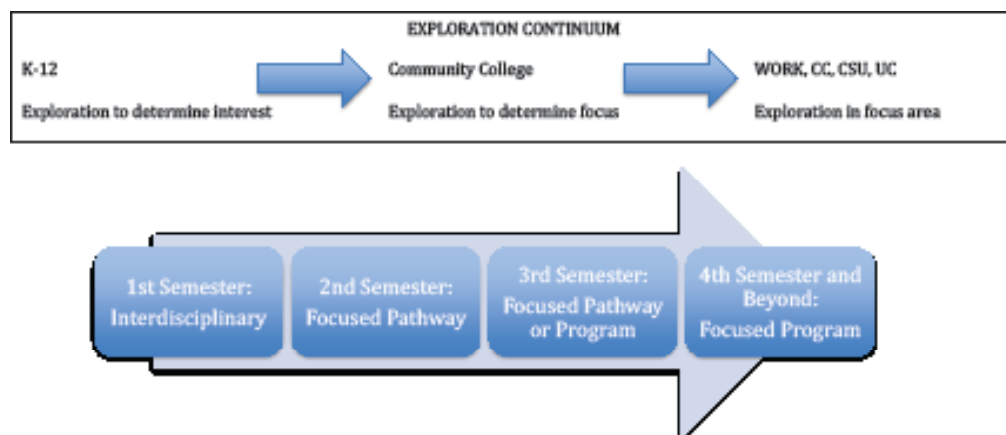 EXPLORATION CONTINUUM
K-12
Community College
WORK, CC, CSU, UC
Exploration to determine interest
Exploration to determine focus
Exploration in focus area
1st Semester:
Interdisciplinary
2nd Semester:
Focused Pathway
3rd Semester:
Focused Pathway
or Program
4th Semester and
Beyond:
Focused Program